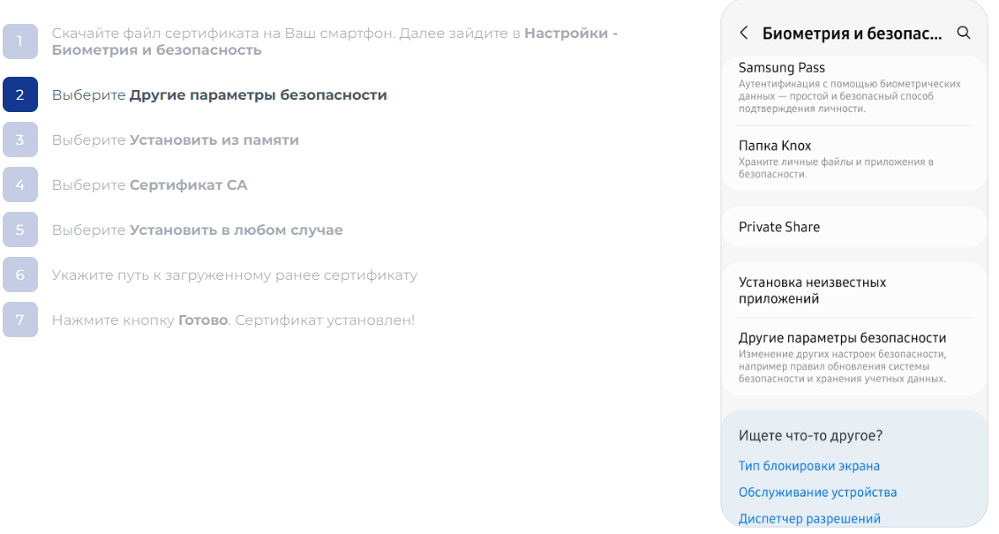 1
Скачайте файл сертификата на Ваш смартфон. Далее зайдите в Настройки -
Биометрия и безопасность
2
Выберите Другие параметры безопасности
3
Выберите Установить из памяти
4
Выберите Сертификат СА
5
Выберите Установить в любом случае
6
Укажите путь к загруженному ранее сертификату
7
Нажмите кнопку Готово. Сертификат установлен!
Биометрия и безопас...
Samsung Pass
Аутентификация с помощью биометрических
данных — простой и безопасный способ
подтверждения личности.
Папка Knox
Храните личные файлы и приложения в
безопасности.
Private Share
Установка неизвестных
приложений
Другие параметры безопасности
Изменение других настроек безопасности,
например правил обновления системы
безопасности и хранения учетных данных.
Ищете что-то другое?
Тип блокировки экрана
Обслуживание устройства
Диспетчер разрешений